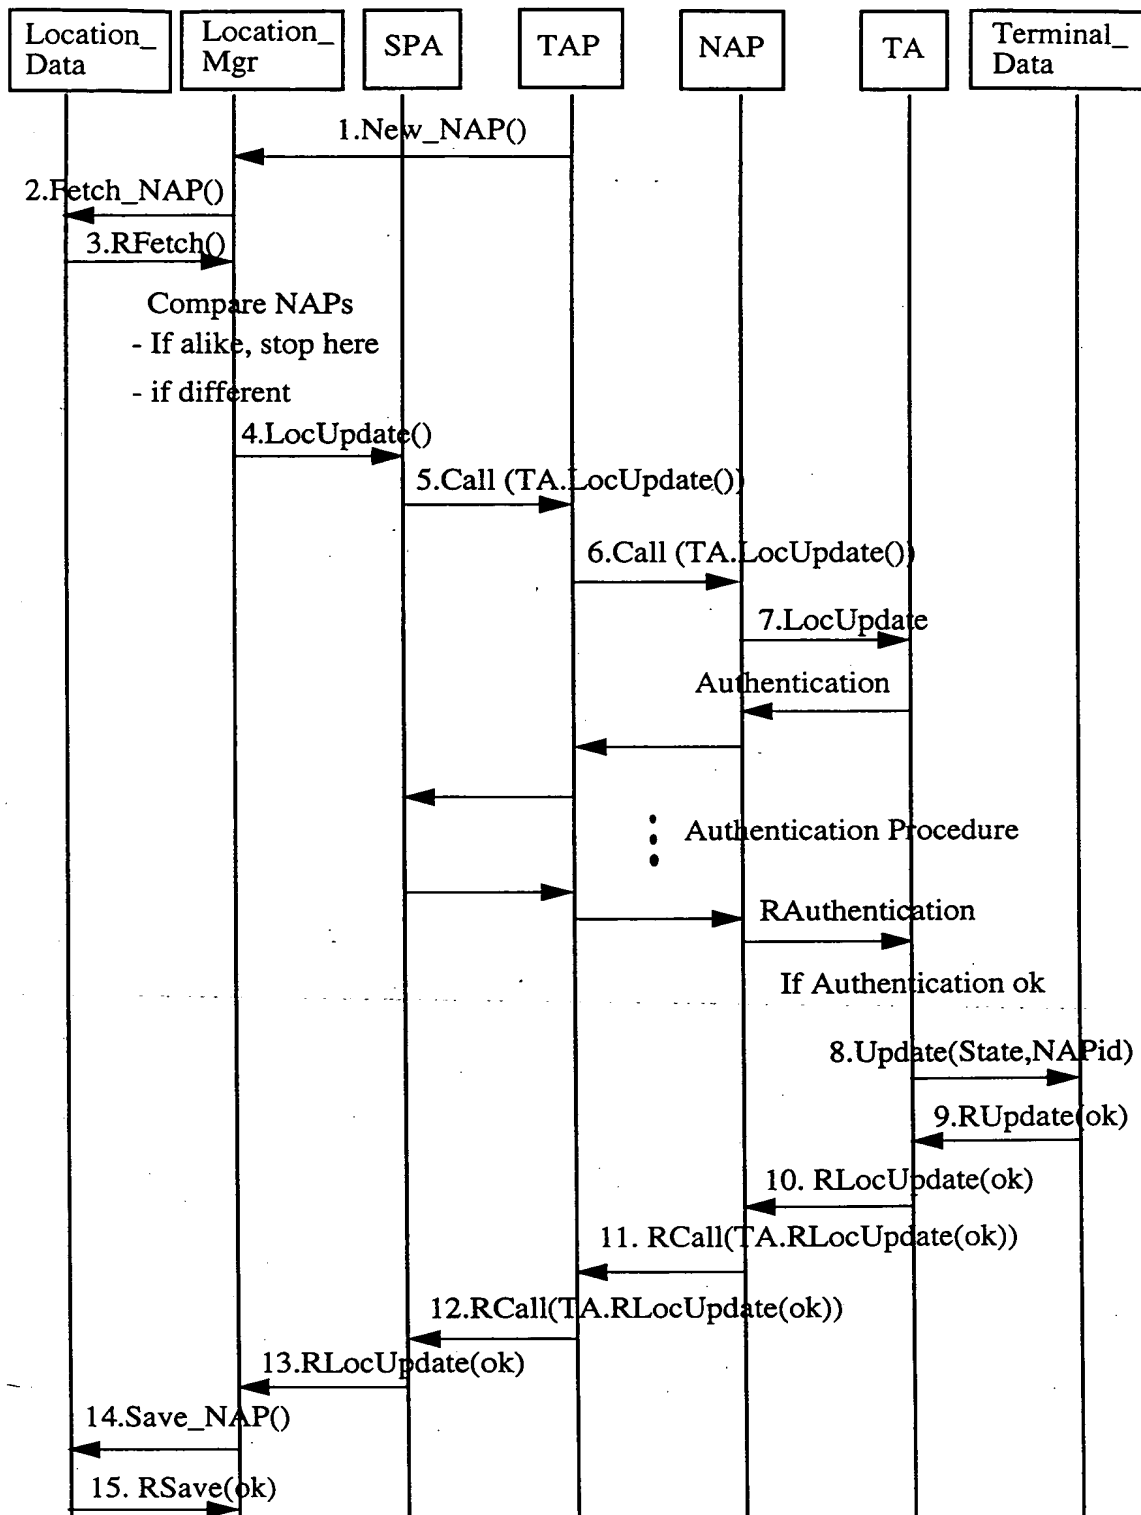 Location_
Data
Location_
Mgr
SPA
TAP
NAP
TA
Terminal_
Data
1.New_NAP()
2.Fetch_NAP()
3.RFetch()
Compare NAPs
- If alike, stop here
- if different
4.LocUpdate()
5.Call (TA.LocUpdate())
6.Call (TA.LocUpdate())
7.LocUpdate
Authentication
Authentication Procedure
RAuthentication
If Authentication ok
8.Update(State,NAPid)
9.RUpdate(ok)
10. RLocUpdate(ok)
11. RCall(TA.RLocUpdate(ok))
12.RCall(TA.RLocUpdate(ok))
13.RLocUpdate(ok)
14.Save_NAP()
15. RSave(ok)